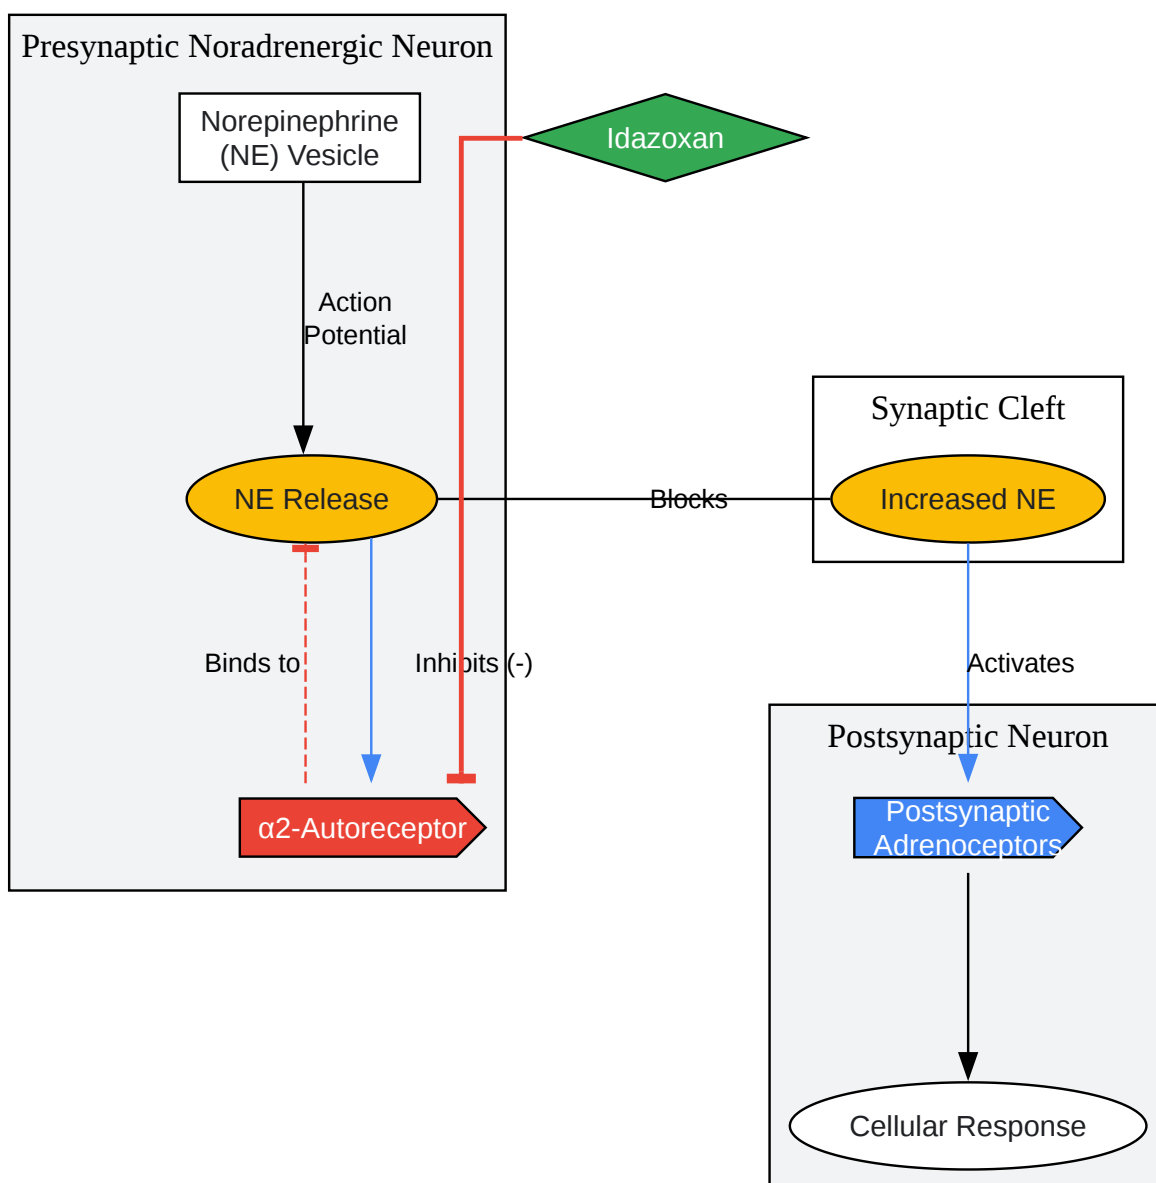 Presynaptic Noradrenergic Neuron
Norepinephrine
(NE) Vesicle
Idazoxan
Action
Potential
Synaptic Cleft
NE Release
Blocks
Increased NE
Binds to
Inhibits (-)
Activates
Postsynaptic Neuron
α2-Autoreceptor
Postsynaptic
Adrenoceptors
Cellular Response